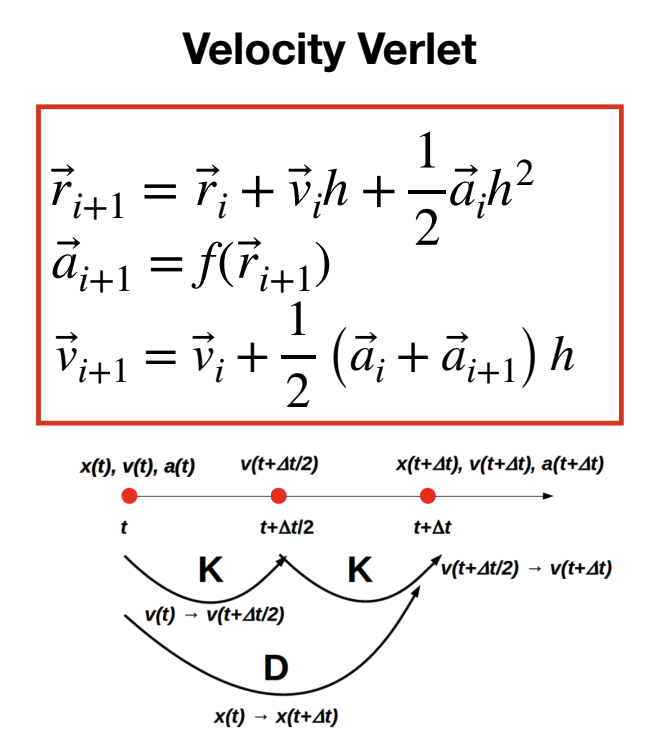 Velocity Verlet
r⃗ᵢ₊₁ = r⃗ᵢ + v⃗ᵢh + 1/2 a⃗ᵢh²
a⃗ᵢ₊₁ = f(r⃗ᵢ₊₁)
v⃗ᵢ₊₁ = v⃗ᵢ + 1/2 (a⃗ᵢ + a⃗ᵢ₊₁) h
x(t), v(t), a(t) v(t+Δt/2) x(t+Δt), v(t+Δt), a(t+Δt)
t t+Δt/2 t+Δt
K K v(t+Δt/2) → v(t+Δt)
v(t) → v(t+Δt/2)
D
x(t) → x(t+Δt)